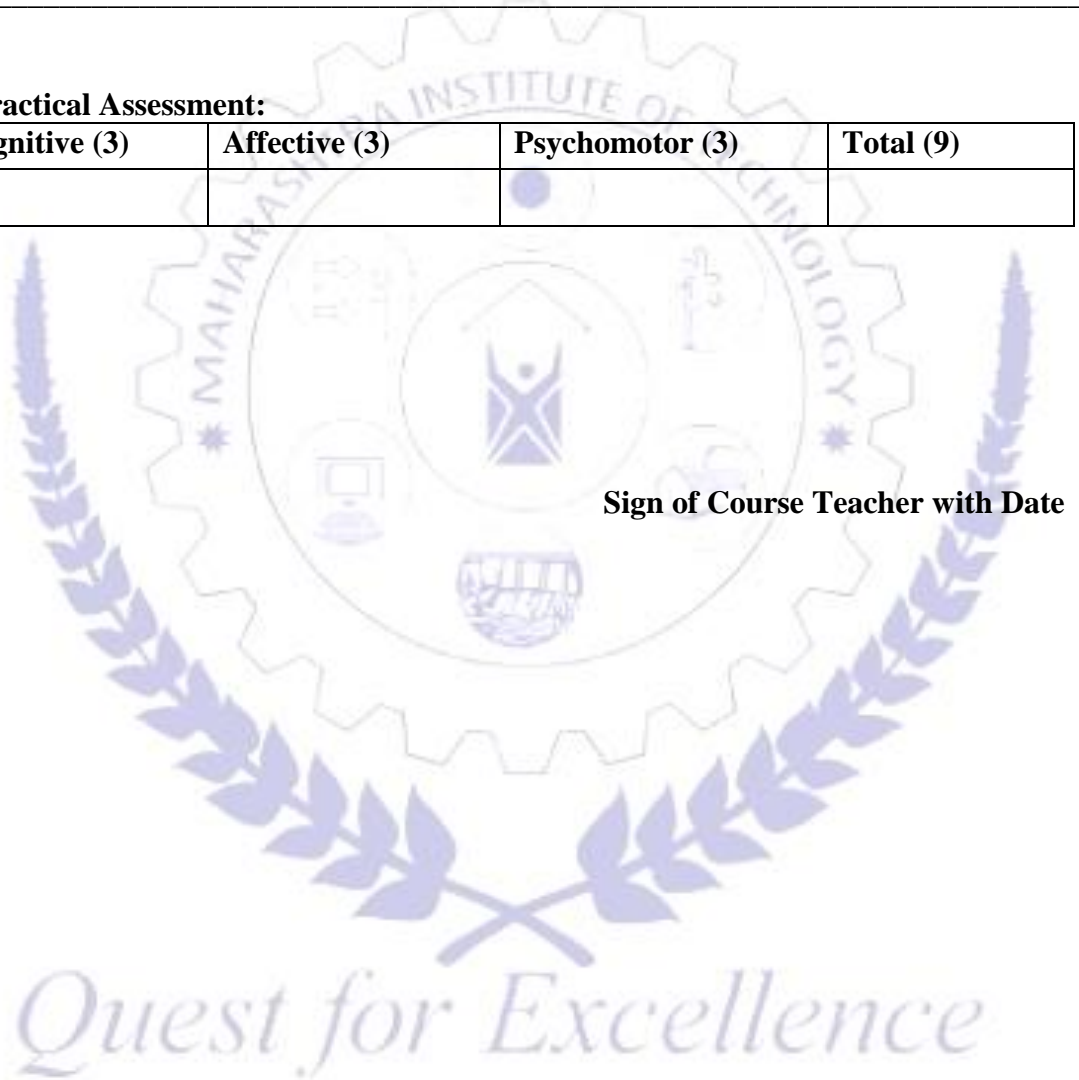 ractical Assessment:
gnitive (3) Affective (3) Psychomotor (3) Total (9)
MAHARASHTRA INSTITUTE OF TECHNOLOGY
Sign of Course Teacher with Date
Quest for Excellence